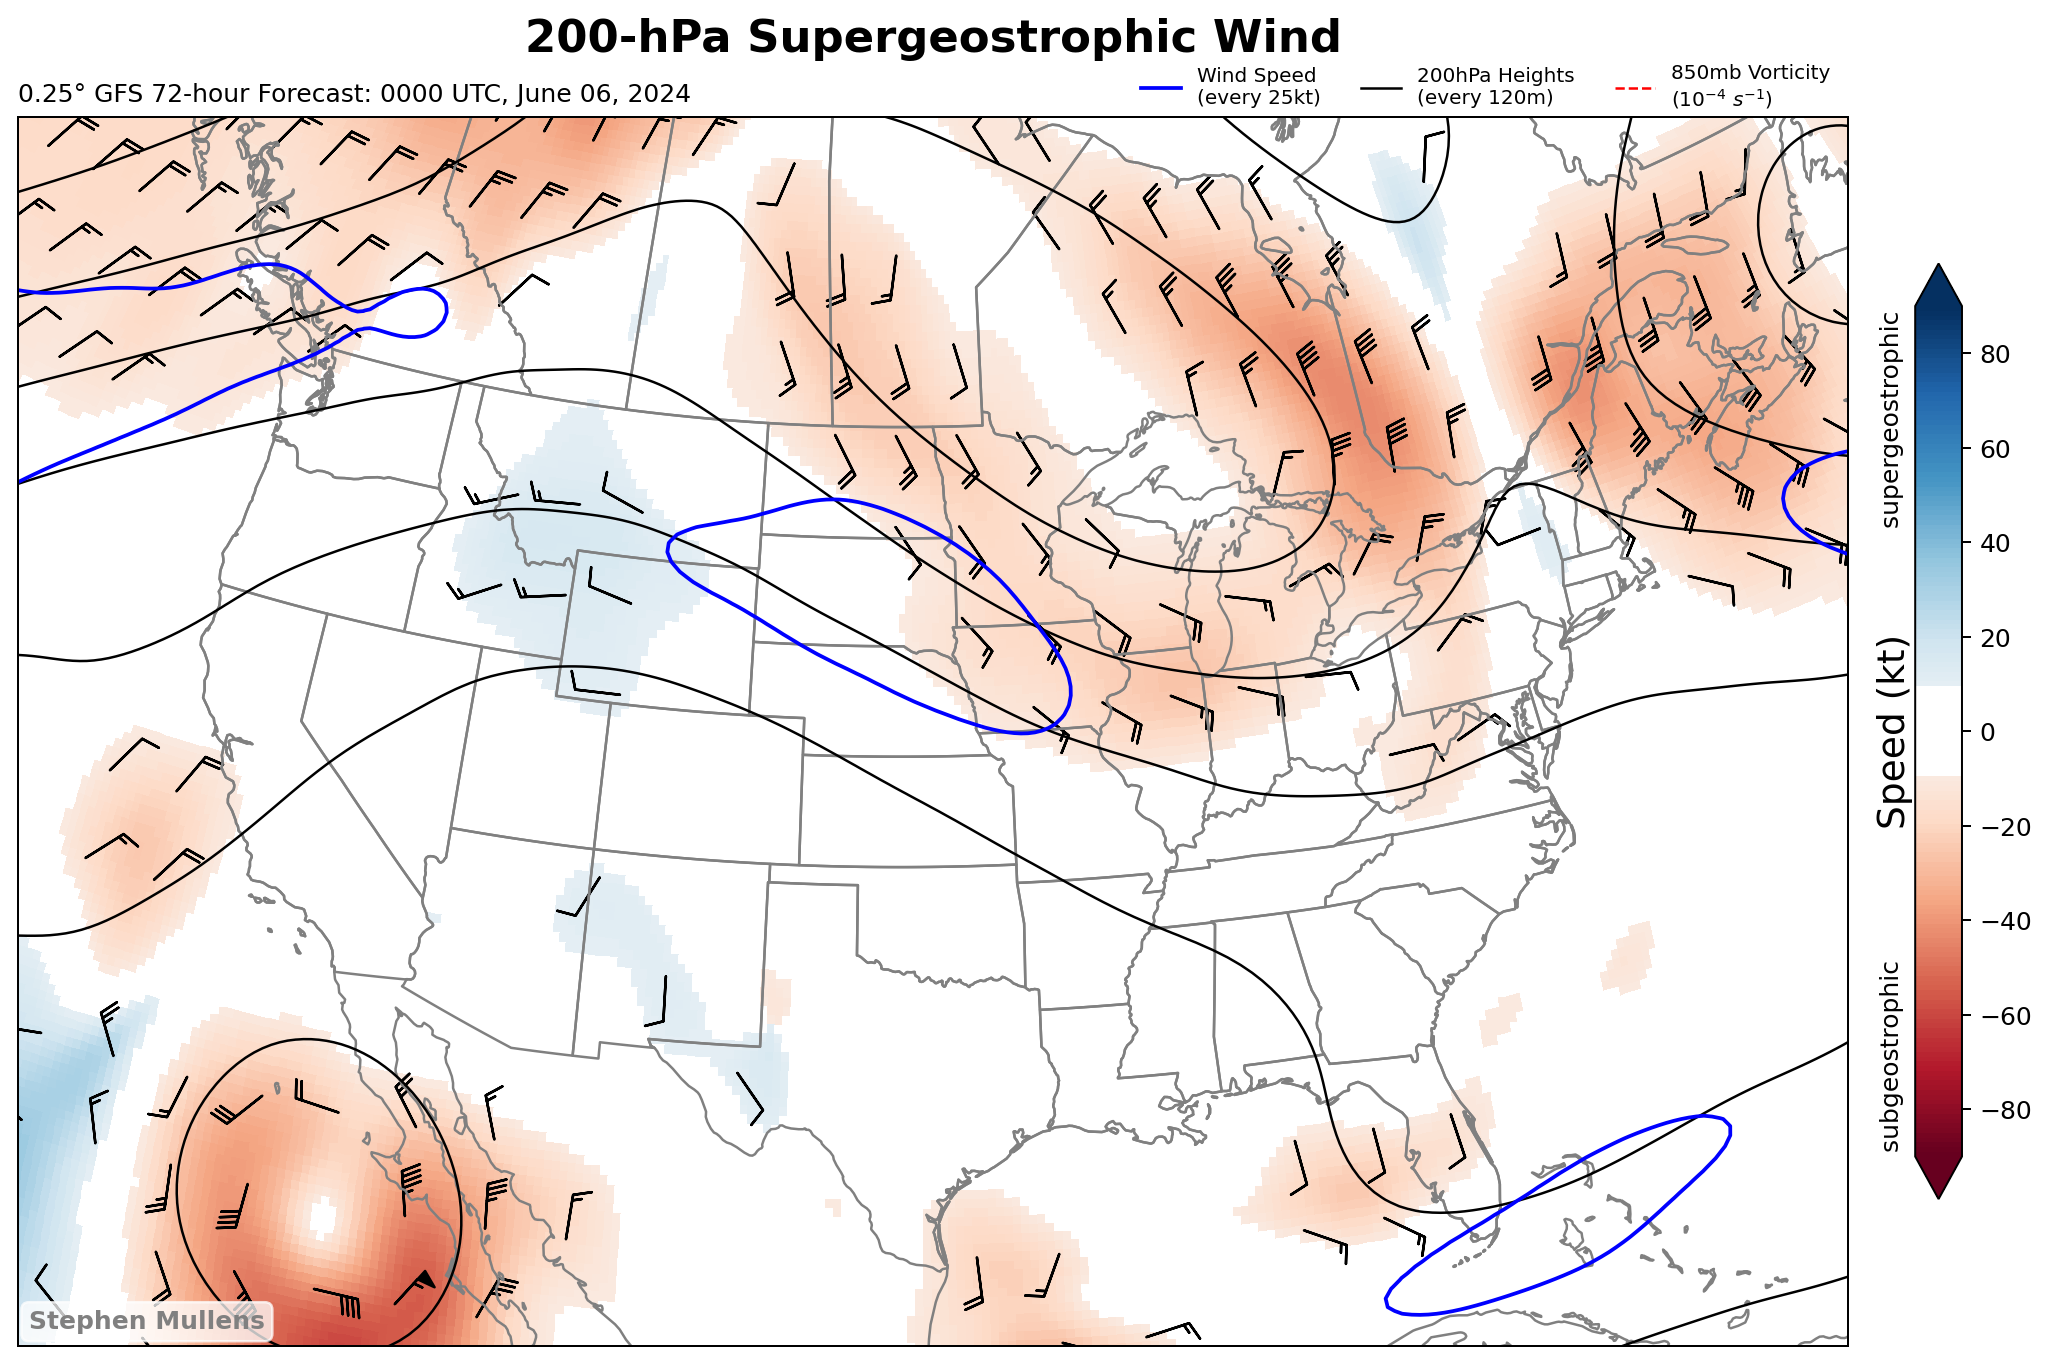 200-hPa Supergeostrophic Wind
0.25° GFS 72-hour Forecast: 0000 UTC, June 06, 2024
Wind Speed
(every 25kt)
200hPa Heights
(every 120m)
850mb Vorticity
(10⁻⁴ s⁻¹)
supergeostrophic
subgeostrophic
Speed (kt)
80
60
40
20
0
−20
−40
−60
−80
Stephen Mullens